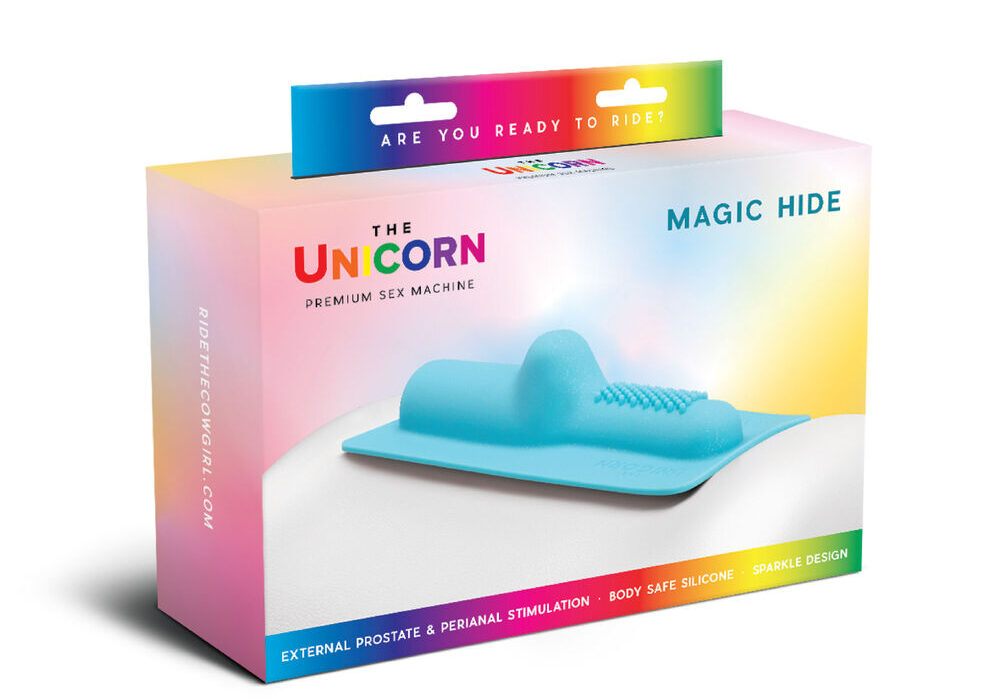 ARE YOU READY TO RIDE?
THE
UNICORN
PREMIUM SEX MACHINE
MAGIC HIDE
THE
UNICORN
PREMIUM SEX MACHINE
RIDETHECOWGIRL.COM
UNICORN
EXTERNAL PROSTATE & PERIANAL STIMULATION · BODY SAFE SILICONE · SPARKLE DESIGN